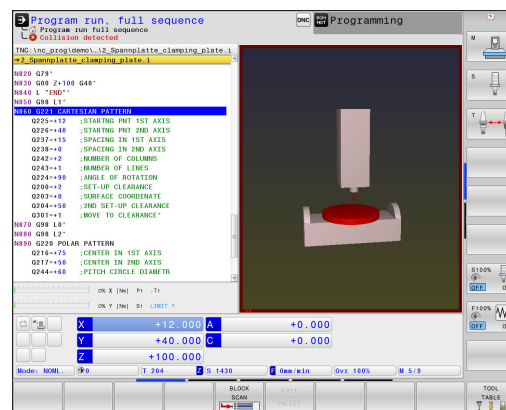 Program run, full sequence
Program run, full sequence
Collision detected
DNC
Programming
TNC:\nc_prog\demo\…\2_Spannplatte_clamping_plate.i
→2_Spannplatte_clamping_plate.i
N820 G79*
N830 G00 Z+100 G40*
N840 L "END"*
N850 G98 L1*
N860 G221 CARTESIAN PATTERN
Q225=+12 ;STARTNG PNT 1ST AXIS
Q226=+40 ;STARTNG PNT 2ND AXIS
Q237=+15 ;SPACING IN 1ST AXIS
Q238=+0 ;SPACING IN 2ND AXIS
Q242=+2 ;NUMBER OF COLUMNS
Q243=+1 ;NUMBER OF LINES
Q224=+90 ;ANGLE OF ROTATION
Q200=+2 ;SET-UP CLEARANCE
Q203=+0 ;SURFACE COORDINATE
Q204=+50 ;2ND SET-UP CLEARANCE
Q301=+1 ;MOVE TO CLEARANCE*
N870 G98 L0*
N880 G98 L2*
N890 G220 POLAR PATTERN
Q216=+75 ;CENTER IN 1ST AXIS
Q217=+50 ;CENTER IN 2ND AXIS
Q244=+60 ;PITCH CIRCLE DIAMETR
0% X [Nm] P1 -T1
0% Y [Nm] S1 LIMIT 1
X +12.000 A +0.000
Y +40.000 C +0.000
Z +100.000
Mode: NOML. 0 T 204 Z S 1430 F 0mm/min Ovr 100% M 5/9
M
S
T
S100%
OFF
F100%
OFF
BLOCK
SCAN
PALLET
TOOL
TABLE